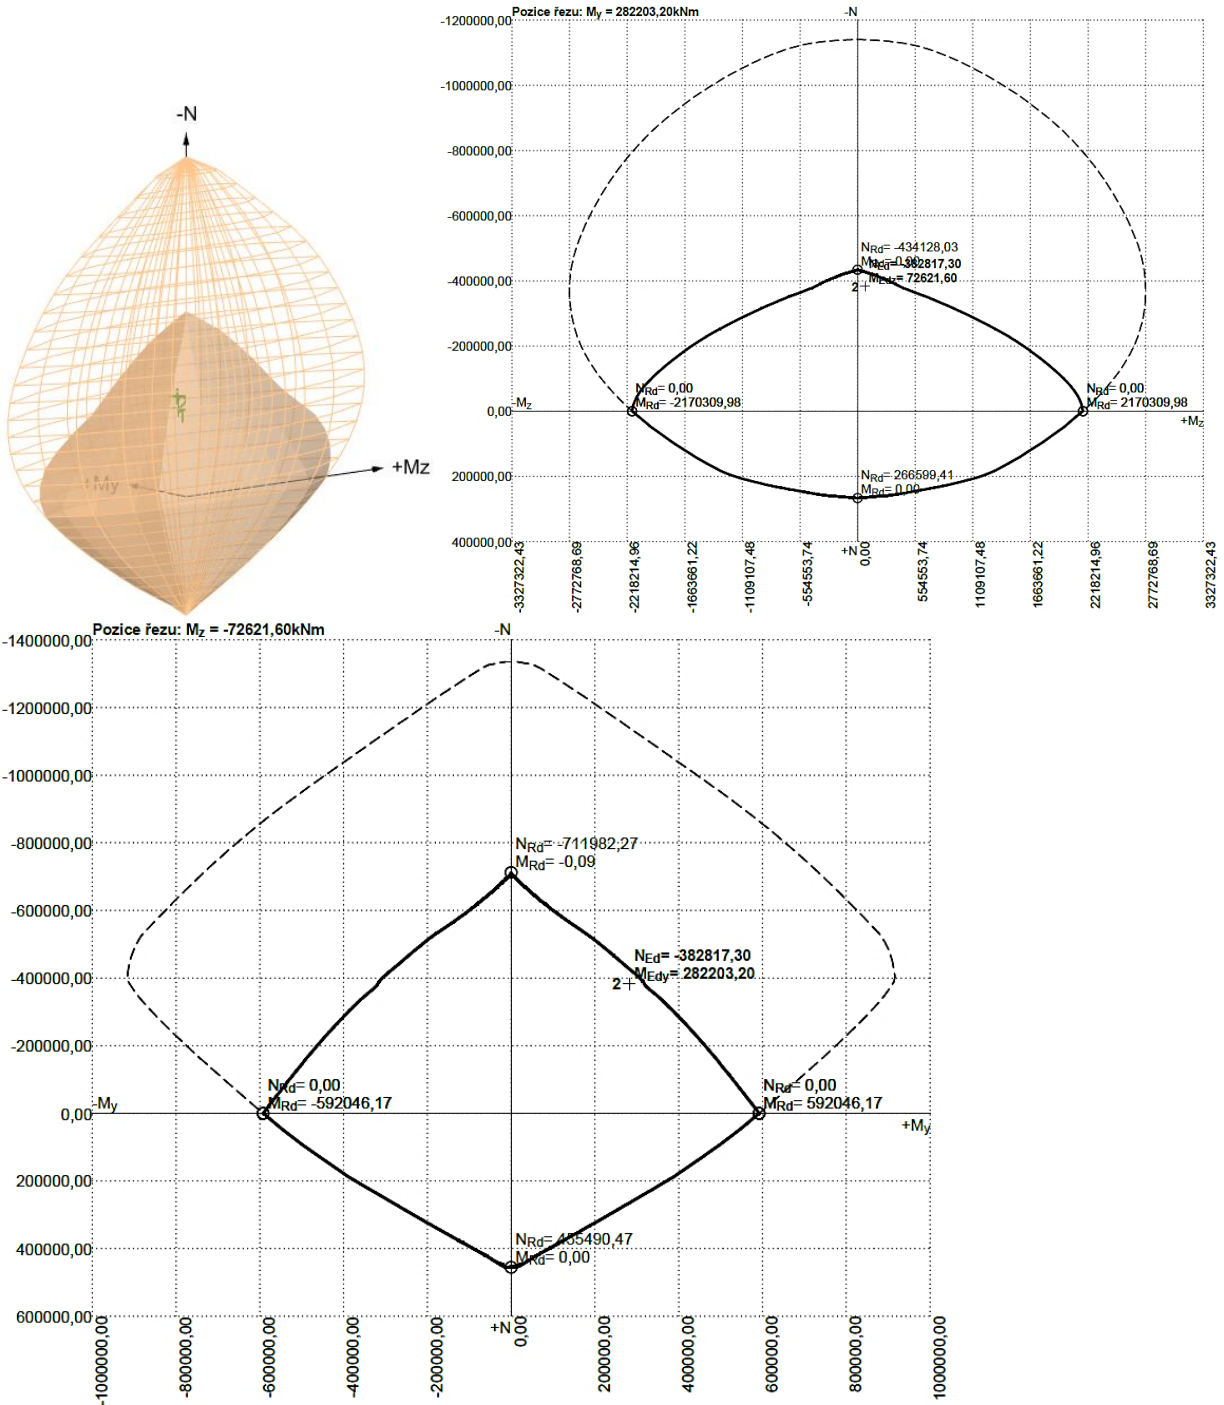 -N
+My
+Mz
Pozice řezu: My = 282203,20kNm
-N
-1200000,00
-1000000,00
-800000,00
-600000,00
-400000,00
-200000,00
0,00
200000,00
400000,00
NRd= -434128,03
MRd= 0,00
NEd= -382817,30
MEdz= 72621,60
2
NRd= 0,00
MRd= -2170309,98
NRd= 0,00
MRd= 2170309,98
-Mz
+Mz
NRd= 266599,41
MRd= 0,00
+N
-3327322,43
-2772768,69
-2218214,96
-1663661,22
-1109107,48
-554553,74
0,00
554553,74
1109107,48
1663661,22
2218214,96
2772768,69
3327322,43
Pozice řezu: Mz = -72621,60kNm
-N
-1400000,00
-1200000,00
-1000000,00
-800000,00
-600000,00
-400000,00
-200000,00
0,00
200000,00
400000,00
600000,00
NRd= -711982,27
MRd= -0,09
NEd= -382817,30
MEdy= 282203,20
2
NRd= 0,00
MRd= -592046,17
NRd= 0,00
MRd= 592046,17
-My
+My
NRd= 455490,47
MRd= 0,00
+N
-1000000,00
-800000,00
-600000,00
-400000,00
-200000,00
0,00
200000,00
400000,00
600000,00
800000,00
1000000,00